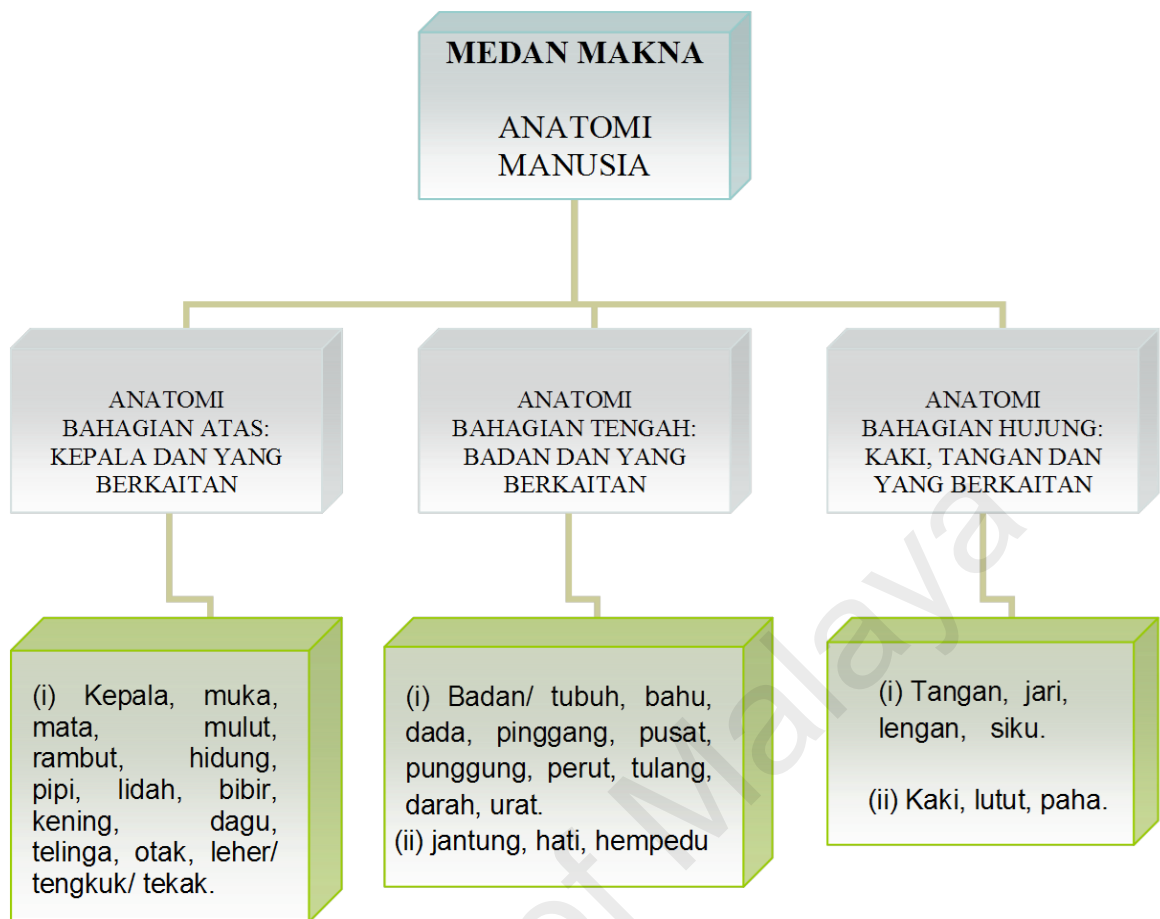 MEDAN MAKNA
ANATOMI
MANUSIA
ANATOMI
BAHAGIAN ATAS:
KEPALA DAN YANG
BERKAITAN
ANATOMI
BAHAGIAN TENGAH:
BADAN DAN YANG
BERKAITAN
ANATOMI
BAHAGIAN HUJUNG:
KAKI, TANGAN DAN
YANG BERKAITAN
(i) Kepala, muka,
mata, mulut,
rambut, hidung,
pipi, lidah, bibir,
kening, dagu,
telinga, otak, leher/
tengkuk/ tekak.
(i) Badan/ tubuh, bahu,
dada, pinggang, pusat,
punggung, perut, tulang,
darah, urat.
(ii) jantung, hati, hempedu
(i) Tangan, jari,
lengan, siku.
(ii) Kaki, lutut, paha.
of Malaya